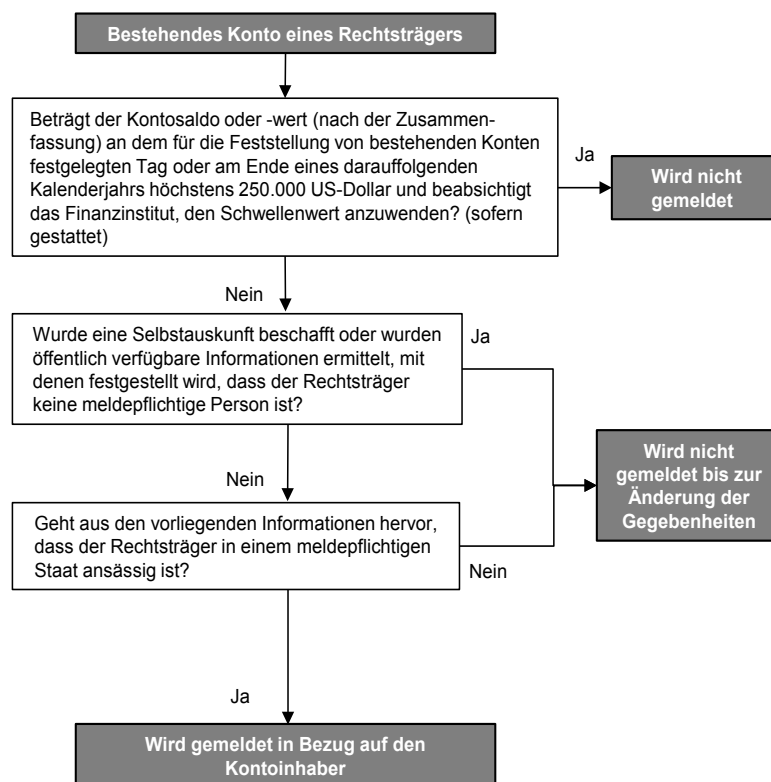 Bestehendes Konto eines Rechtsträgers
Beträgt der Kontosaldo oder -wert (nach der Zusammen-
fassung) an dem für die Feststellung von bestehenden Konten
festgelegten Tag oder am Ende eines darauffolgenden
Kalenderjahrs höchstens 250.000 US-Dollar und beabsichtigt
das Finanzinstitut, den Schwellenwert anzuwenden? (sofern
gestattet)
Ja
Wird nicht
gemeldet
Nein
Wurde eine Selbstauskunft beschafft oder wurden
öffentlich verfügbare Informationen ermittelt, mit
denen festgestellt wird, dass der Rechtsträger
keine meldepflichtige Person ist?
Ja
Wird nicht
gemeldet bis zur
Änderung der
Gegebenheiten
Nein
Geht aus den vorliegenden Informationen hervor,
dass der Rechtsträger in einem meldepflichtigen
Staat ansässig ist?
Nein
Ja
Wird gemeldet in Bezug auf den
Kontoinhaber